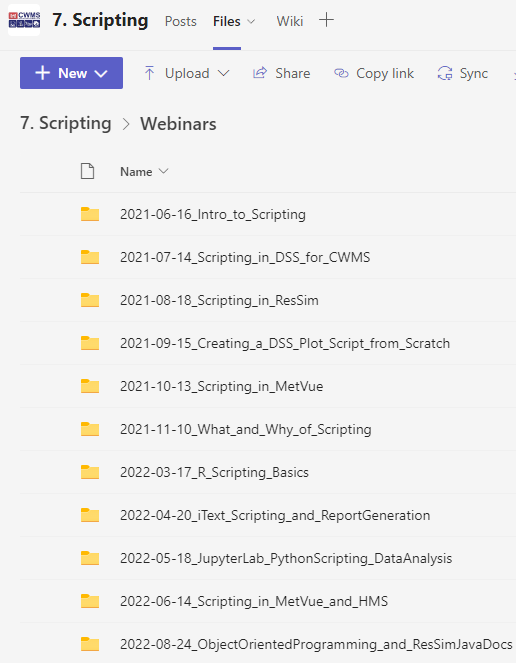 CWMS
7. Scripting Posts Files Wiki
New Upload Share Copy link Sync
7. Scripting > Webinars
Name
2021-06-16_Intro_to_Scripting
2021-07-14_Scripting_in_DSS_for_CWMS
2021-08-18_Scripting_in_ResSim
2021-09-15_Creating_a_DSS_Plot_Script_from_Scratch
2021-10-13_Scripting_in_MetVue
2021-11-10_What_and_Why_of_Scripting
2022-03-17_R_Scripting_Basics
2022-04-20_iText_Scripting_and_ReportGeneration
2022-05-18_JupyterLab_PythonScripting_DataAnalysis
2022-06-14_Scripting_in_MetVue_and_HMS
2022-08-24_ObjectOrientedProgramming_and_ResSimJavaDocs